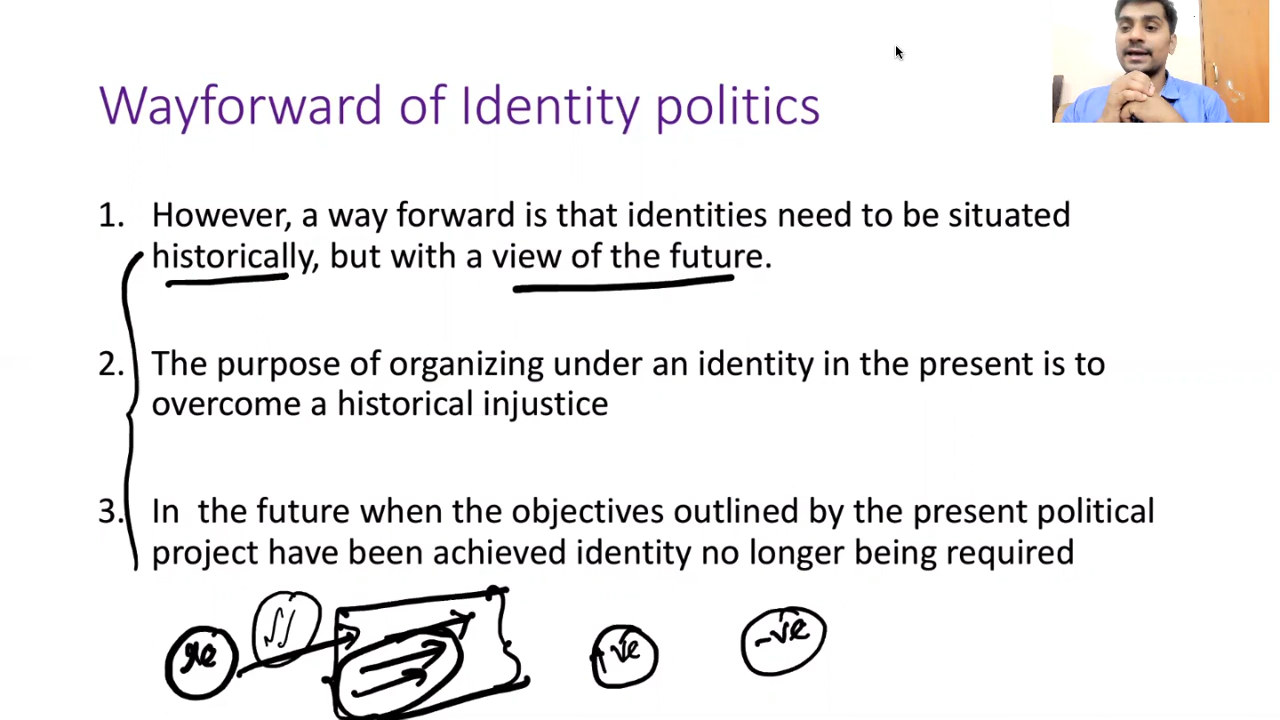 Wayforward of Identity politics
1. However, a way forward is that identities need to be situated
historically, but with a view of the future.
2. The purpose of organizing under an identity in the present is to
overcome a historical injustice
3. In the future when the objectives outlined by the present political
project have been achieved identity no longer being required
+ve -ve